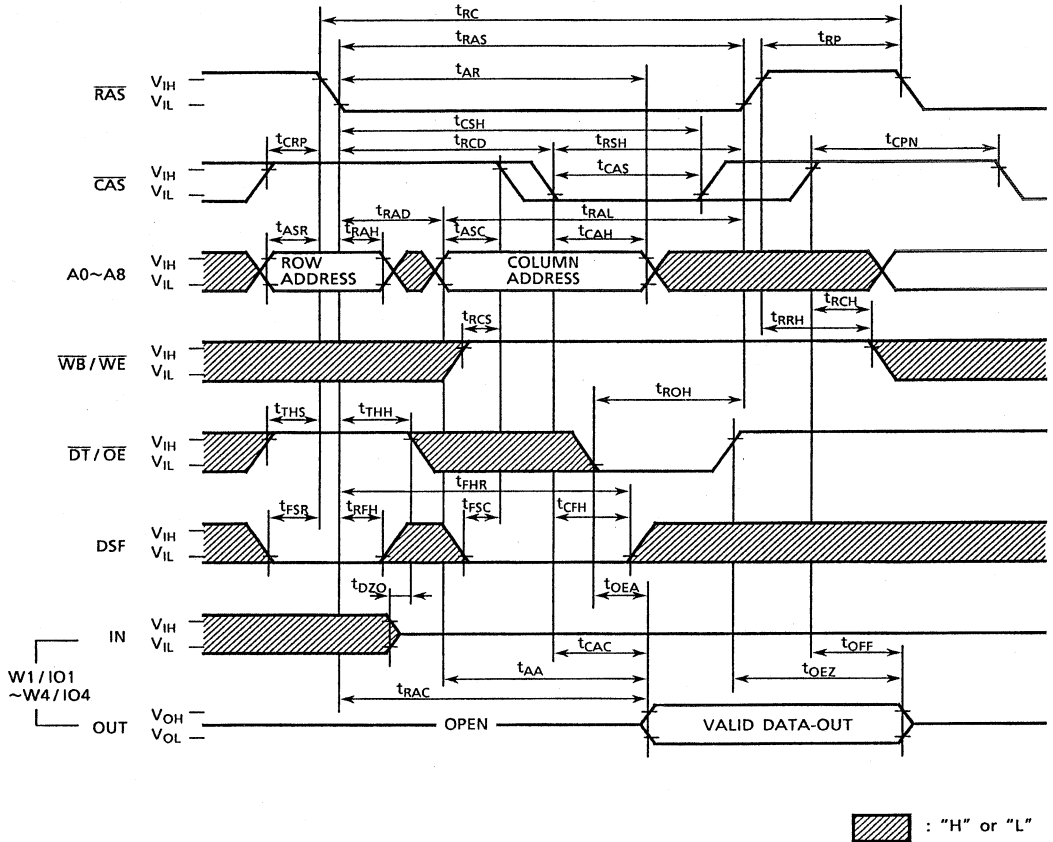 tRC
tRAS
tRP
tAR
RAS
VIH
VIL
tCSH
tCRP
tRCD
tRSH
tCPN
CAS
VIH
VIL
tCAS
tRAD
tRAL
tASR
tRAH
tASC
tCAH
A0~A8
VIH
VIL
ROW
ADDRESS
COLUMN
ADDRESS
tRCS
tRCH
tRRH
WB/WE
VIH
VIL
tROH
tTHS
tTHH
DT/OE
VIH
VIL
tFHR
tFSR
tRFH
tFSC
tCFH
DSF
VIH
VIL
tDZO
tOEA
IN
VIH
VIL
tCAC
tOFF
tAA
tOEZ
tRAC
W1/IO1
~W4/IO4
OUT
VOH
VOL
OPEN
VALID DATA-OUT
: "H" or "L"